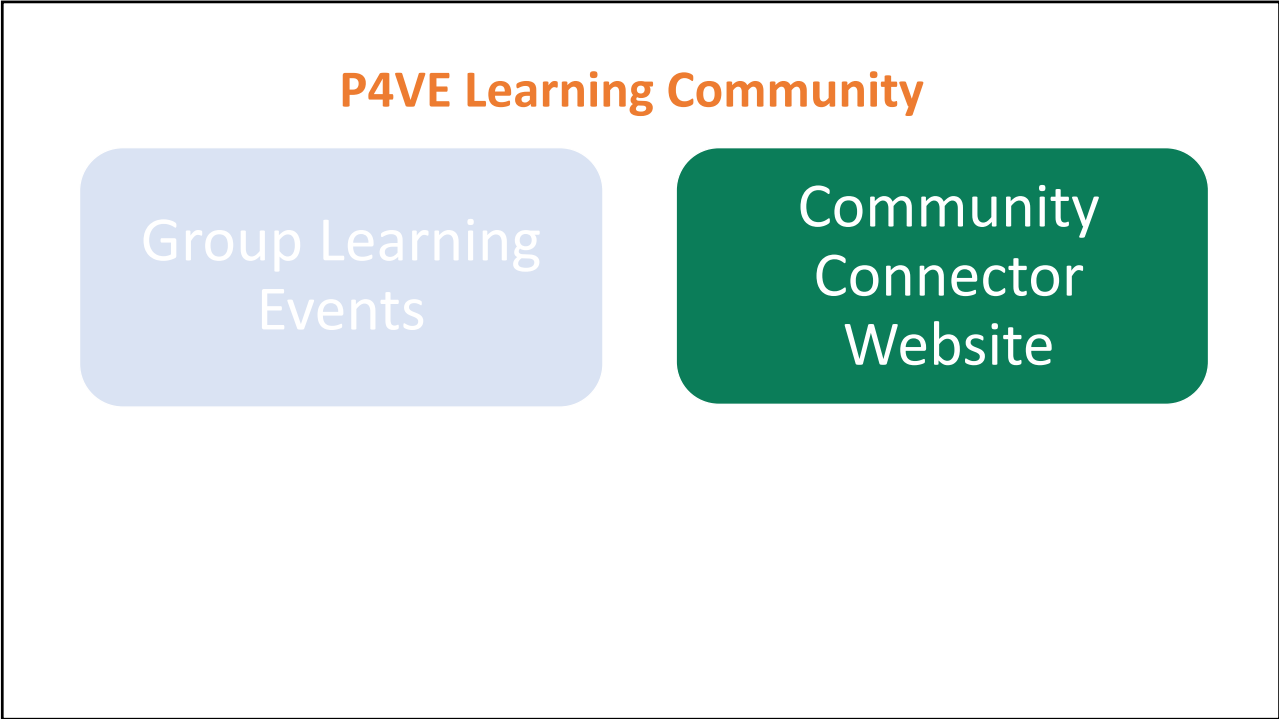 P4VE Learning Community
Group Learning
Events
Community
Connector
Website